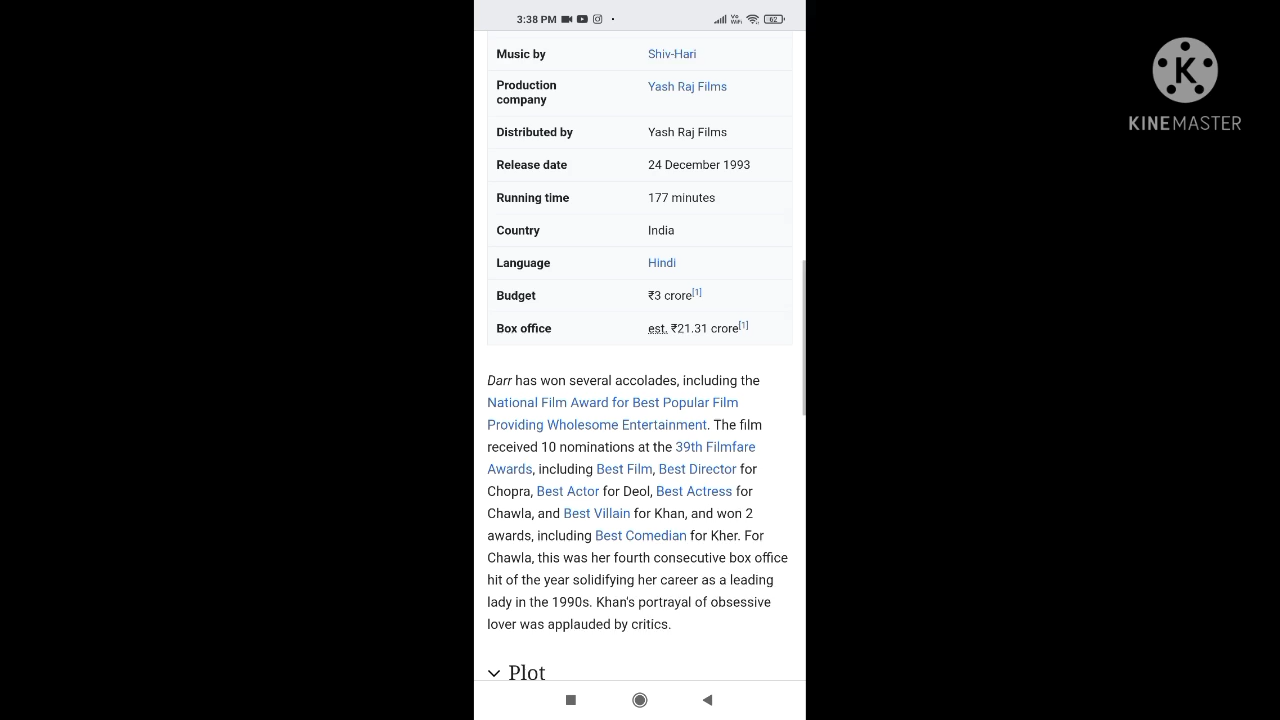 3:38 PM
Vo
WiFi
62
Music by Shiv-Hari
Production
company
Yash Raj Films
Distributed by Yash Raj Films
Release date 24 December 1993
Running time 177 minutes
Country India
Language Hindi
Budget ₹3 crore[1]
Box office est. ₹21.31 crore[1]
Darr has won several accolades, including the
National Film Award for Best Popular Film
Providing Wholesome Entertainment. The film
received 10 nominations at the 39th Filmfare
Awards, including Best Film, Best Director for
Chopra, Best Actor for Deol, Best Actress for
Chawla, and Best Villain for Khan, and won 2
awards, including Best Comedian for Kher. For
Chawla, this was her fourth consecutive box office
hit of the year solidifying her career as a leading
lady in the 1990s. Khan's portrayal of obsessive
lover was applauded by critics.
Plot
K
KINEMASTER